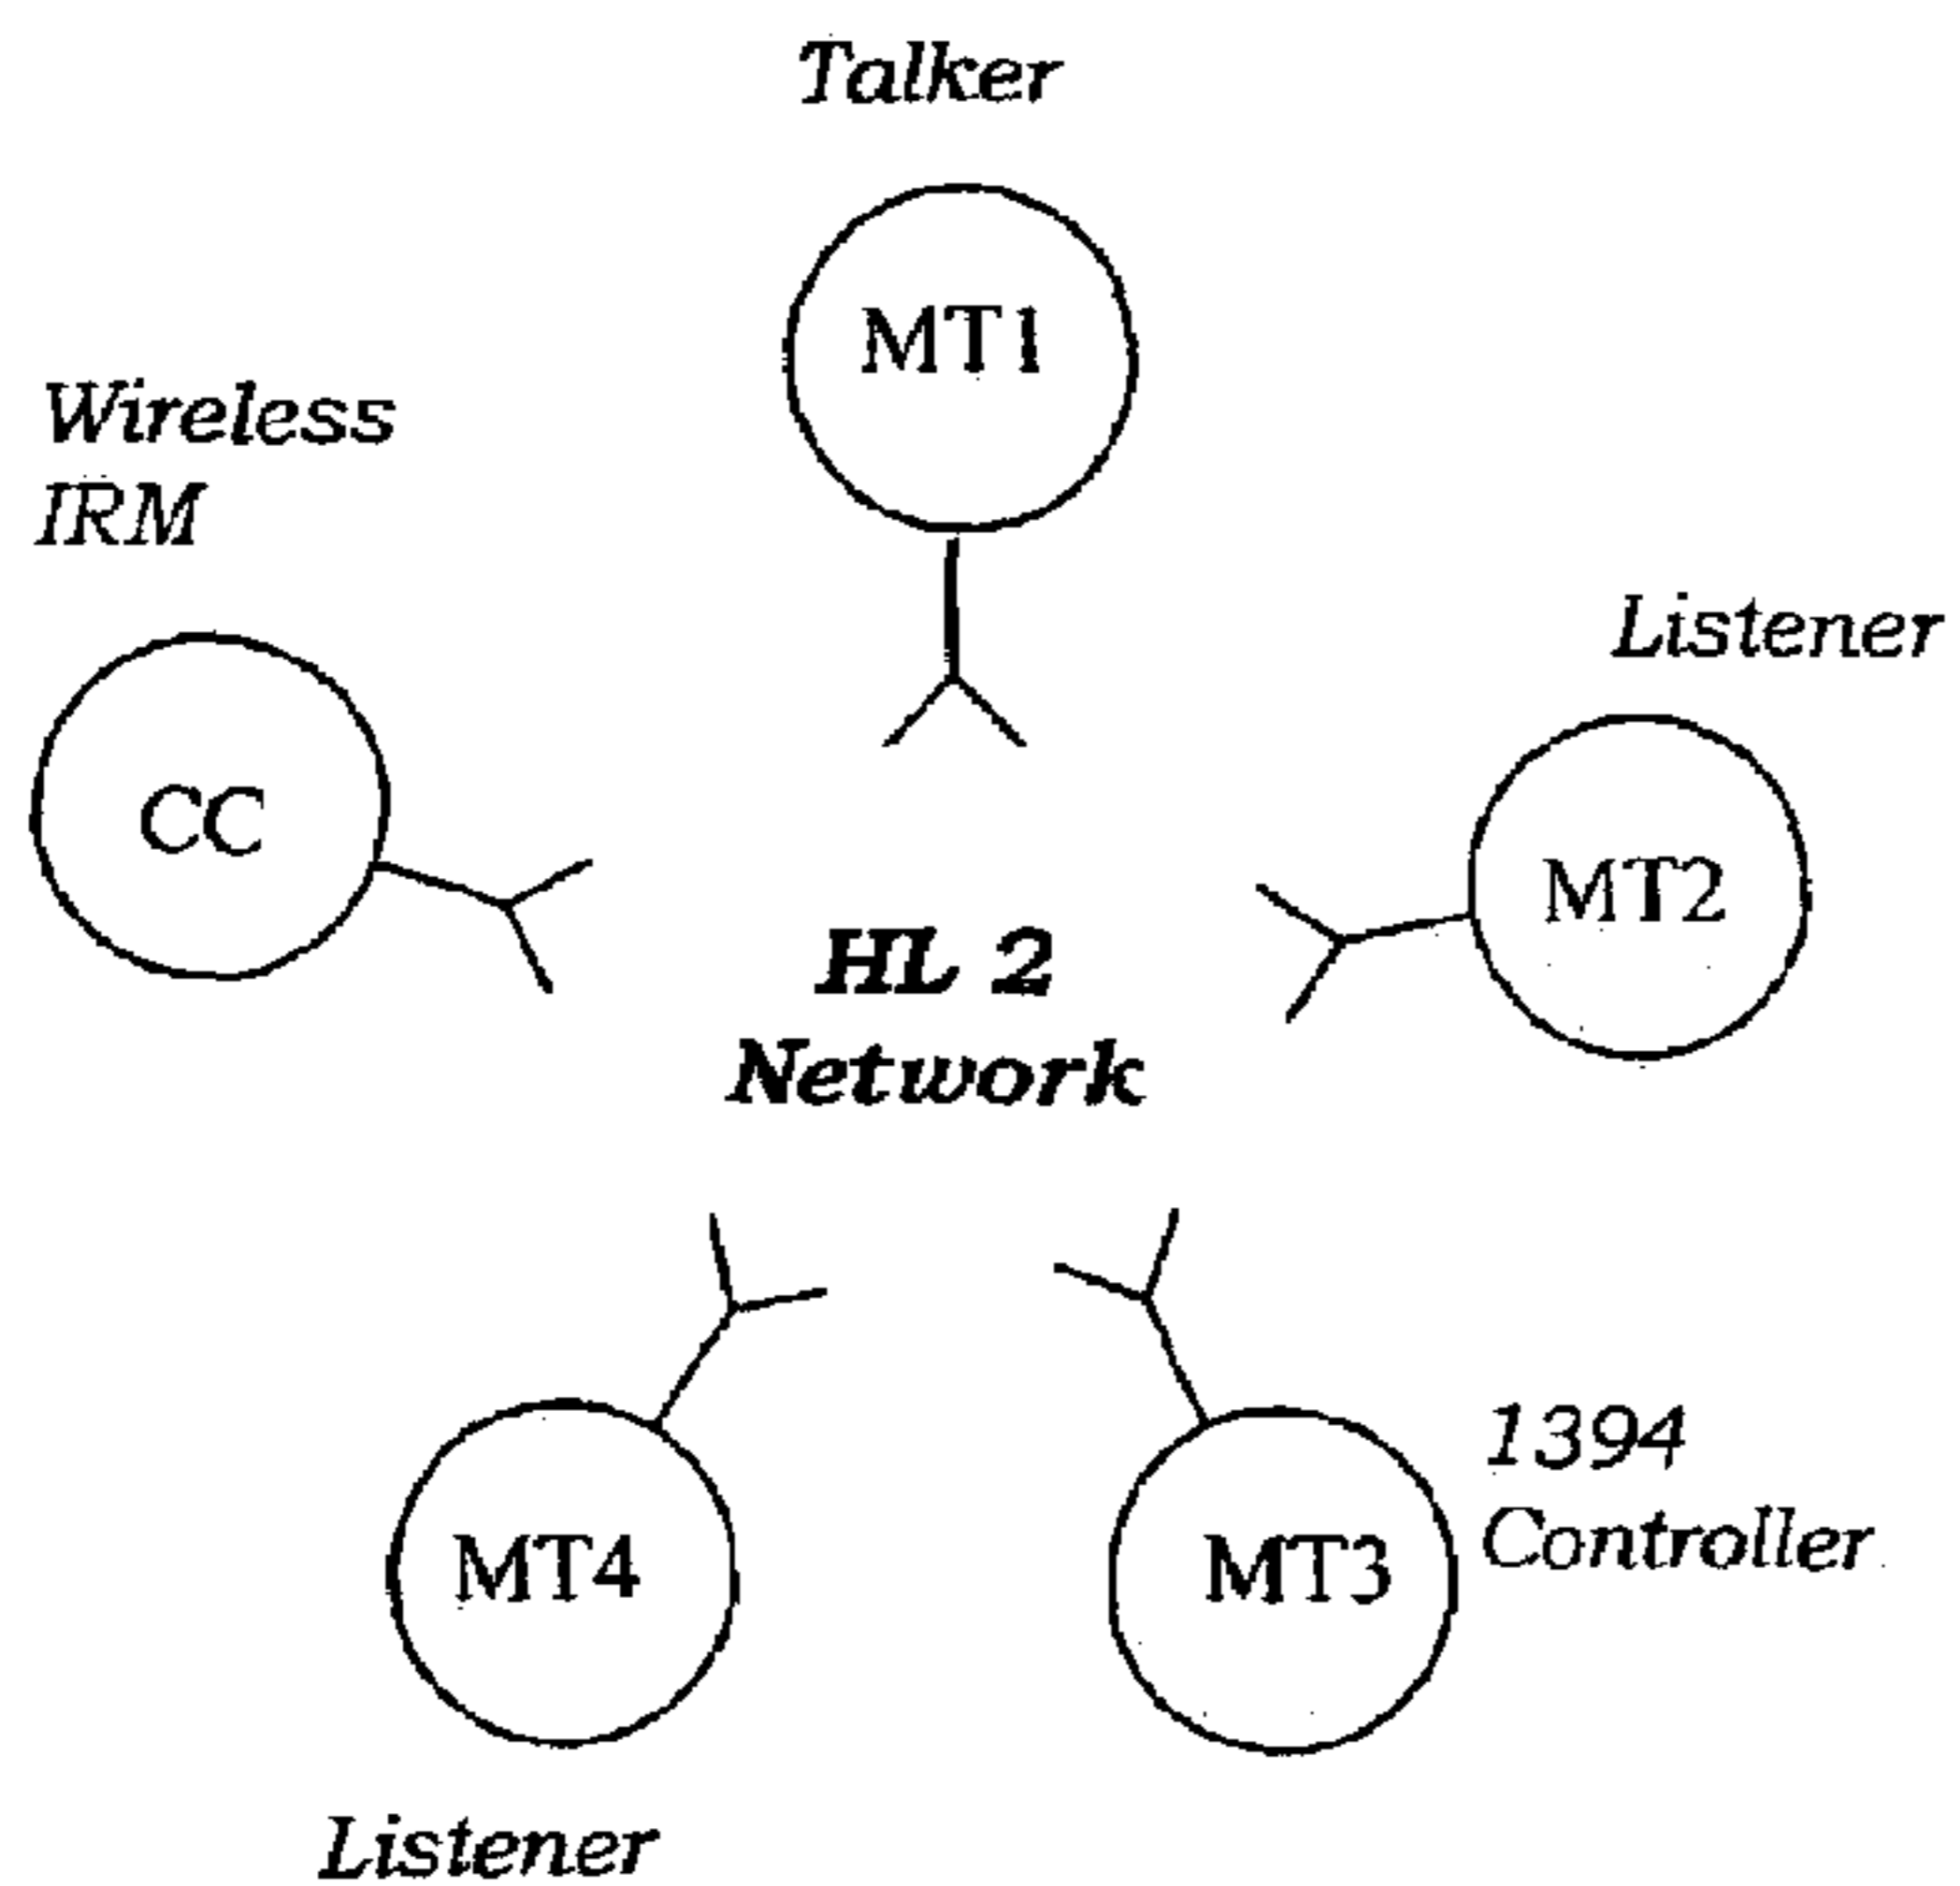 Talker
MT1
Wireless
IRM
CC
Listener
MT2
HL 2
Network
MT4
Listener
MT3
1394
Controller